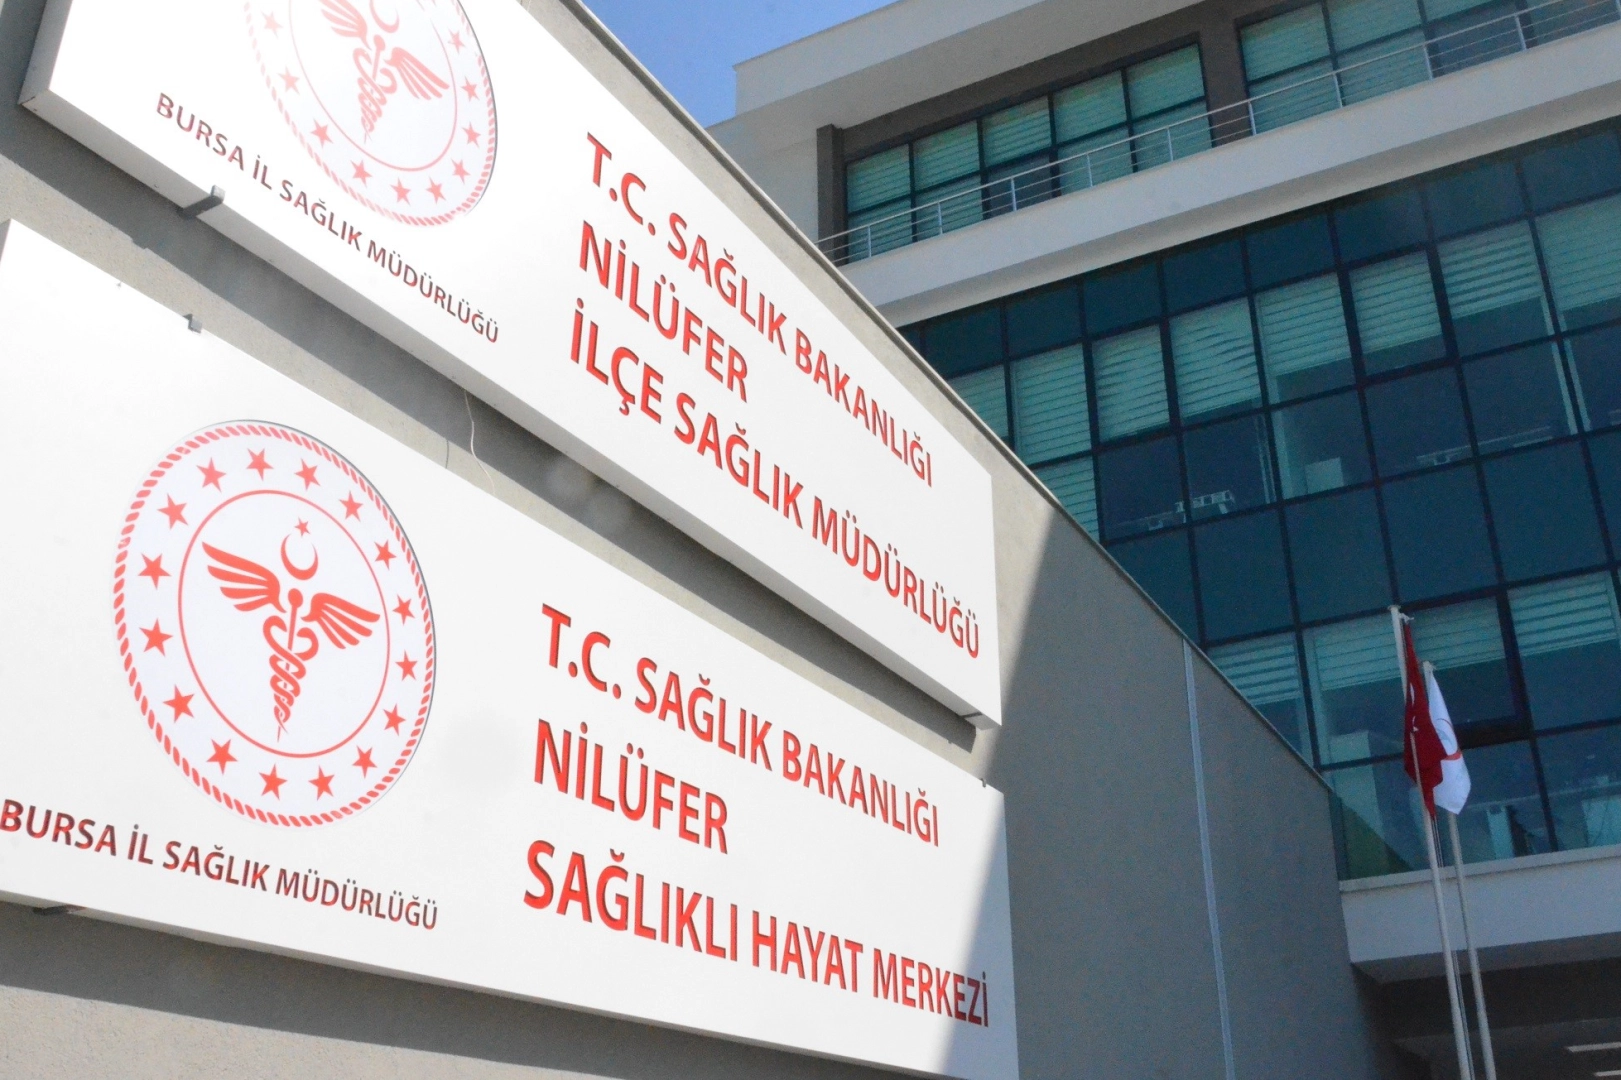 BURSA İL SAĞLIK MÜDÜRLÜĞÜ
T.C. SAĞLIK BAKANLIĞI
NİLÜFER
İLÇE SAĞLIK MÜDÜRLÜĞÜ
BURSA İL SAĞLIK MÜDÜRLÜĞÜ
T.C. SAĞLIK BAKANLIĞI
NİLÜFER
SAĞLIKLI HAYAT MERKEZİ